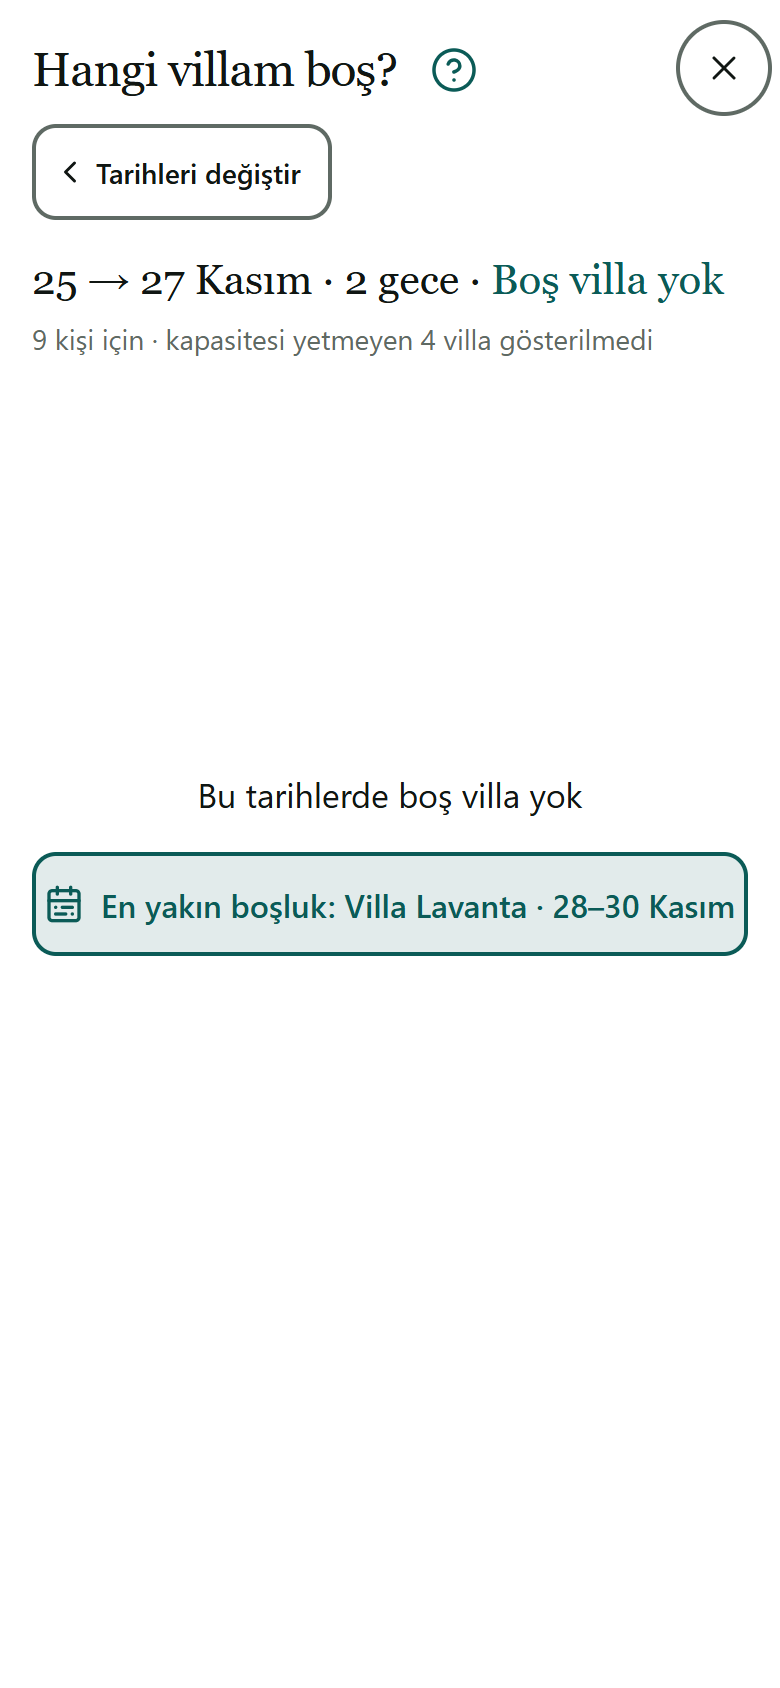 Hangi villam boş?
Tarihleri değiştir
25 → 27 Kasım · 2 gece · Boş villa yok
9 kişi için · kapasitesi yetmeyen 4 villa gösterilmedi
Bu tarihlerde boş villa yok
En yakın boşluk: Villa Lavanta · 28–30 Kasım